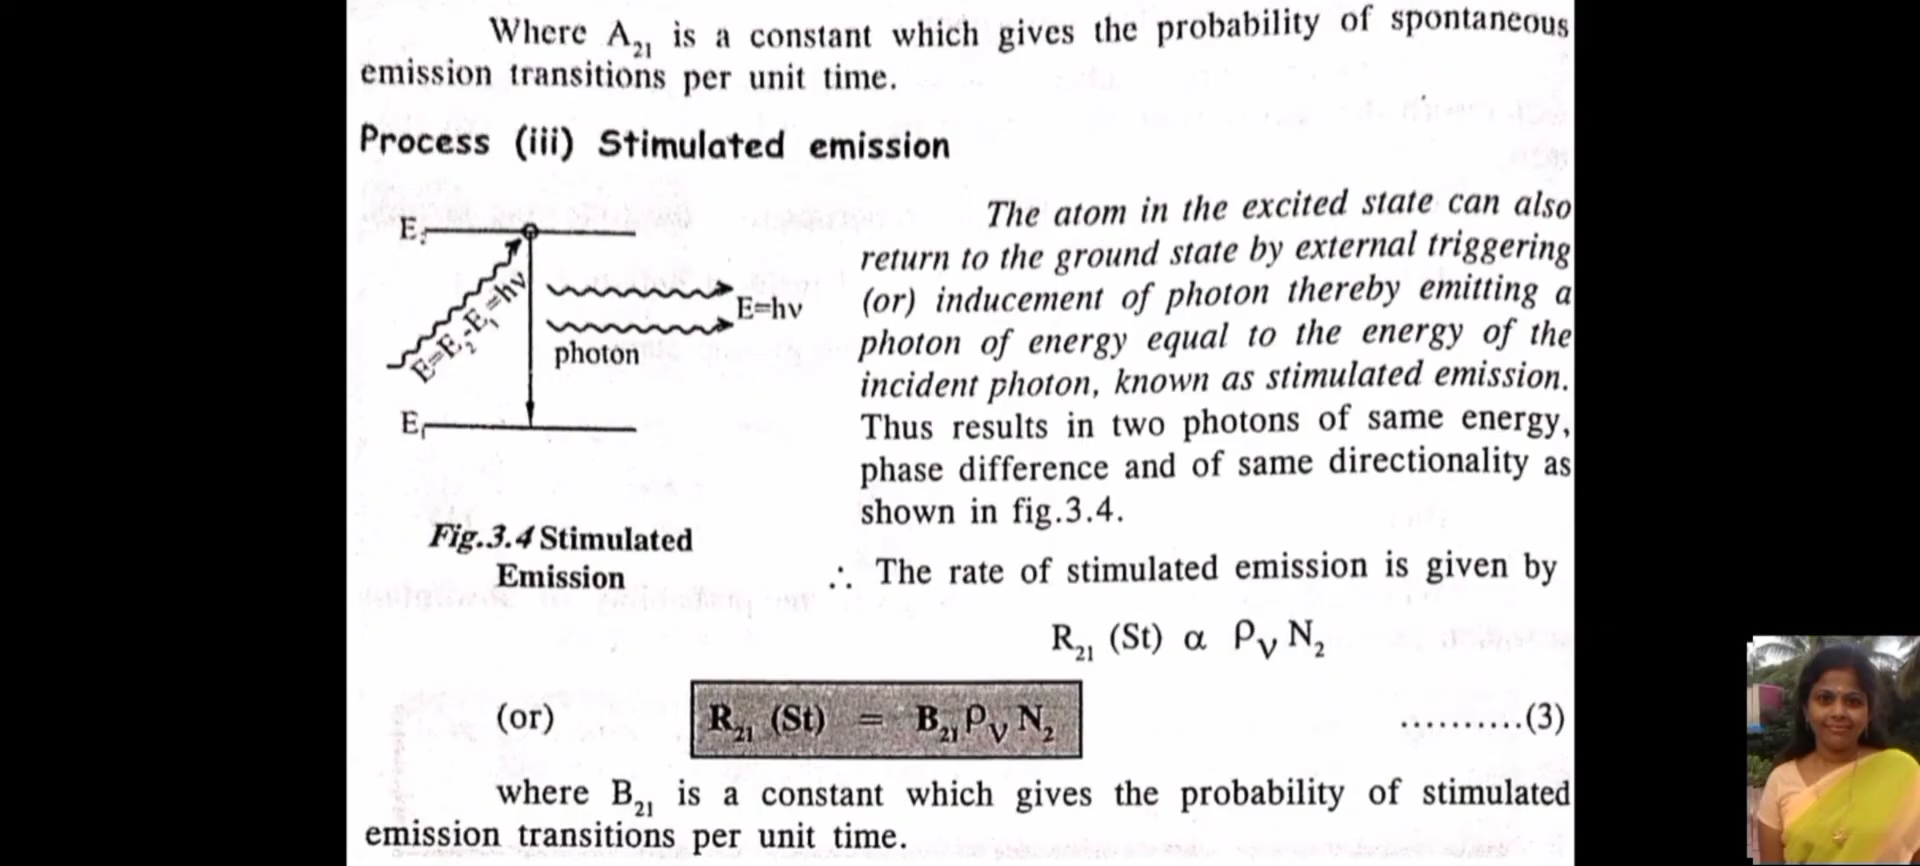 Where A₂₁ is a constant which gives the probability of spontaneous
emission transitions per unit time.
Process (iii) Stimulated emission
E₂
E=E₂-E₁=hν
E=hν
photon
E₁
Fig.3.4 Stimulated
Emission
The atom in the excited state can also
return to the ground state by external triggering
(or) inducement of photon thereby emitting a
photon of energy equal to the energy of the
incident photon, known as stimulated emission.
Thus results in two photons of same energy,
phase difference and of same directionality as
shown in fig.3.4.
∴ The rate of stimulated emission is given by
R₂₁ (St) α ρν N₂
(or) R₂₁ (St) = B₂₁ ρν N₂ ..........(3)
where B₂₁ is a constant which gives the probability of stimulated
emission transitions per unit time.